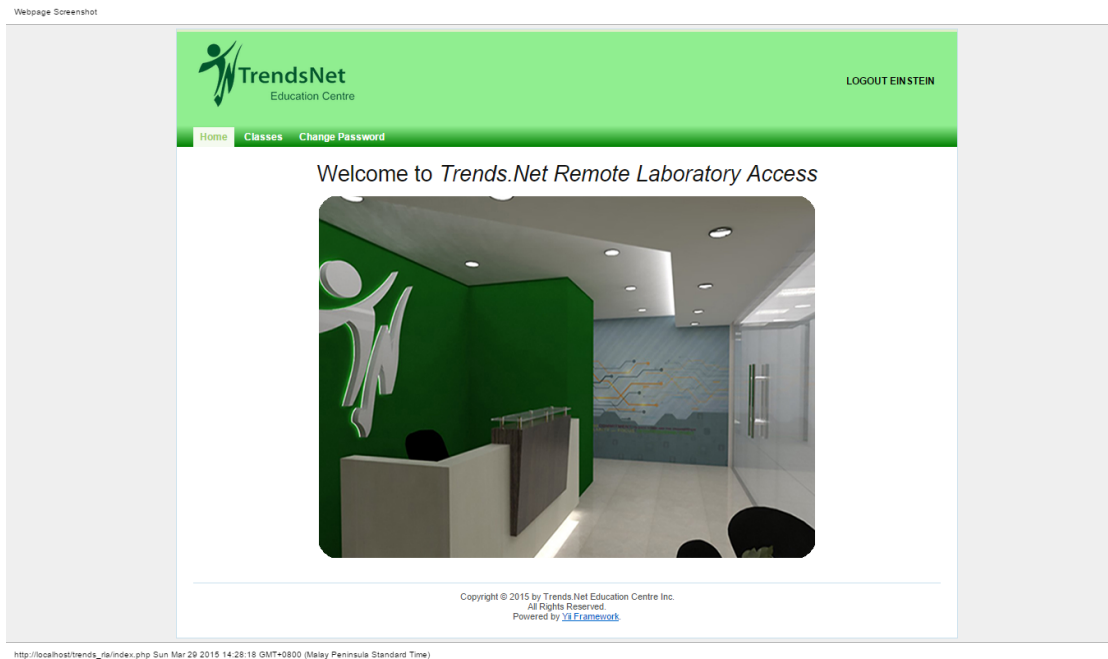 Webpage Screenshot
TrendsNet
Education Centre
LOGOUT EINSTEIN
Home Classes Change Password
Welcome to Trends.Net Remote Laboratory Access
Copyright © 2015 by Trends.Net Education Centre Inc.
All Rights Reserved.
Powered by Yii Framework.
http://localhost/trends_rla/index.php Sun Mar 29 2015 14:28:18 GMT+0800 (Malay Peninsula Standard Time)